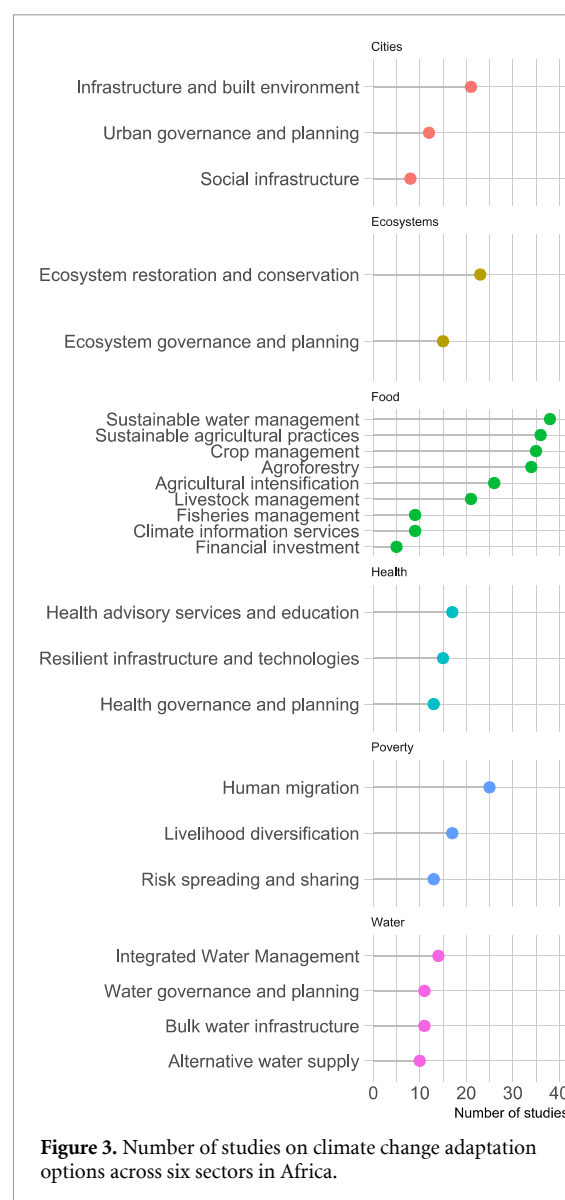 Cities
Infrastructure and built environment
Urban governance and planning
Social infrastructure
Ecosystems
Ecosystem restoration and conservation
Ecosystem governance and planning
Food
Sustainable water management
Sustainable agricultural practices
Crop management
Agroforestry
Agricultural intensification
Livestock management
Fisheries management
Climate information services
Financial investment
Health
Health advisory services and education
Resilient infrastructure and technologies
Health governance and planning
Poverty
Human migration
Livelihood diversification
Risk spreading and sharing
Water
Integrated Water Management
Water governance and planning
Bulk water infrastructure
Alternative water supply
0 10 20 30 40
Number of studies
Figure 3. Number of studies on climate change adaptation
options across six sectors in Africa.